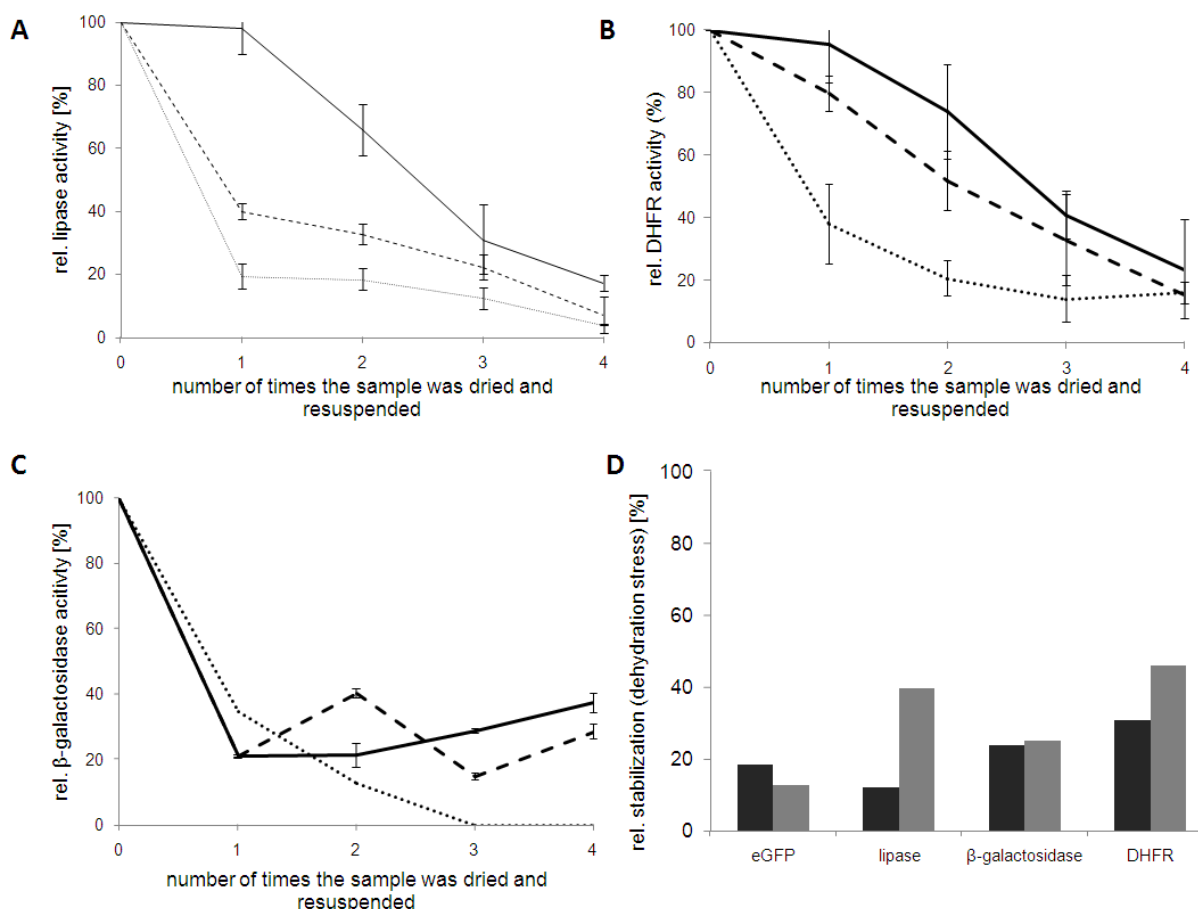 A
rel. lipase activity [%]
100
80
60
40
20
0
0 1 2 3 4
number of times the sample was dried and
resuspended
B
rel. DHFR activity (%)
100
80
60
40
20
0
0 1 2 3 4
number of times the sample was dried and
resuspended
C
rel. β-galactosidase acitivty [%]
100
80
60
40
20
0
0 1 2 3 4
number of times the sample was dried and
resuspended
D
rel. stabilization (dehydration stress) [%]
100
80
60
40
20
0
eGFP lipase β-galactosidase DHFR